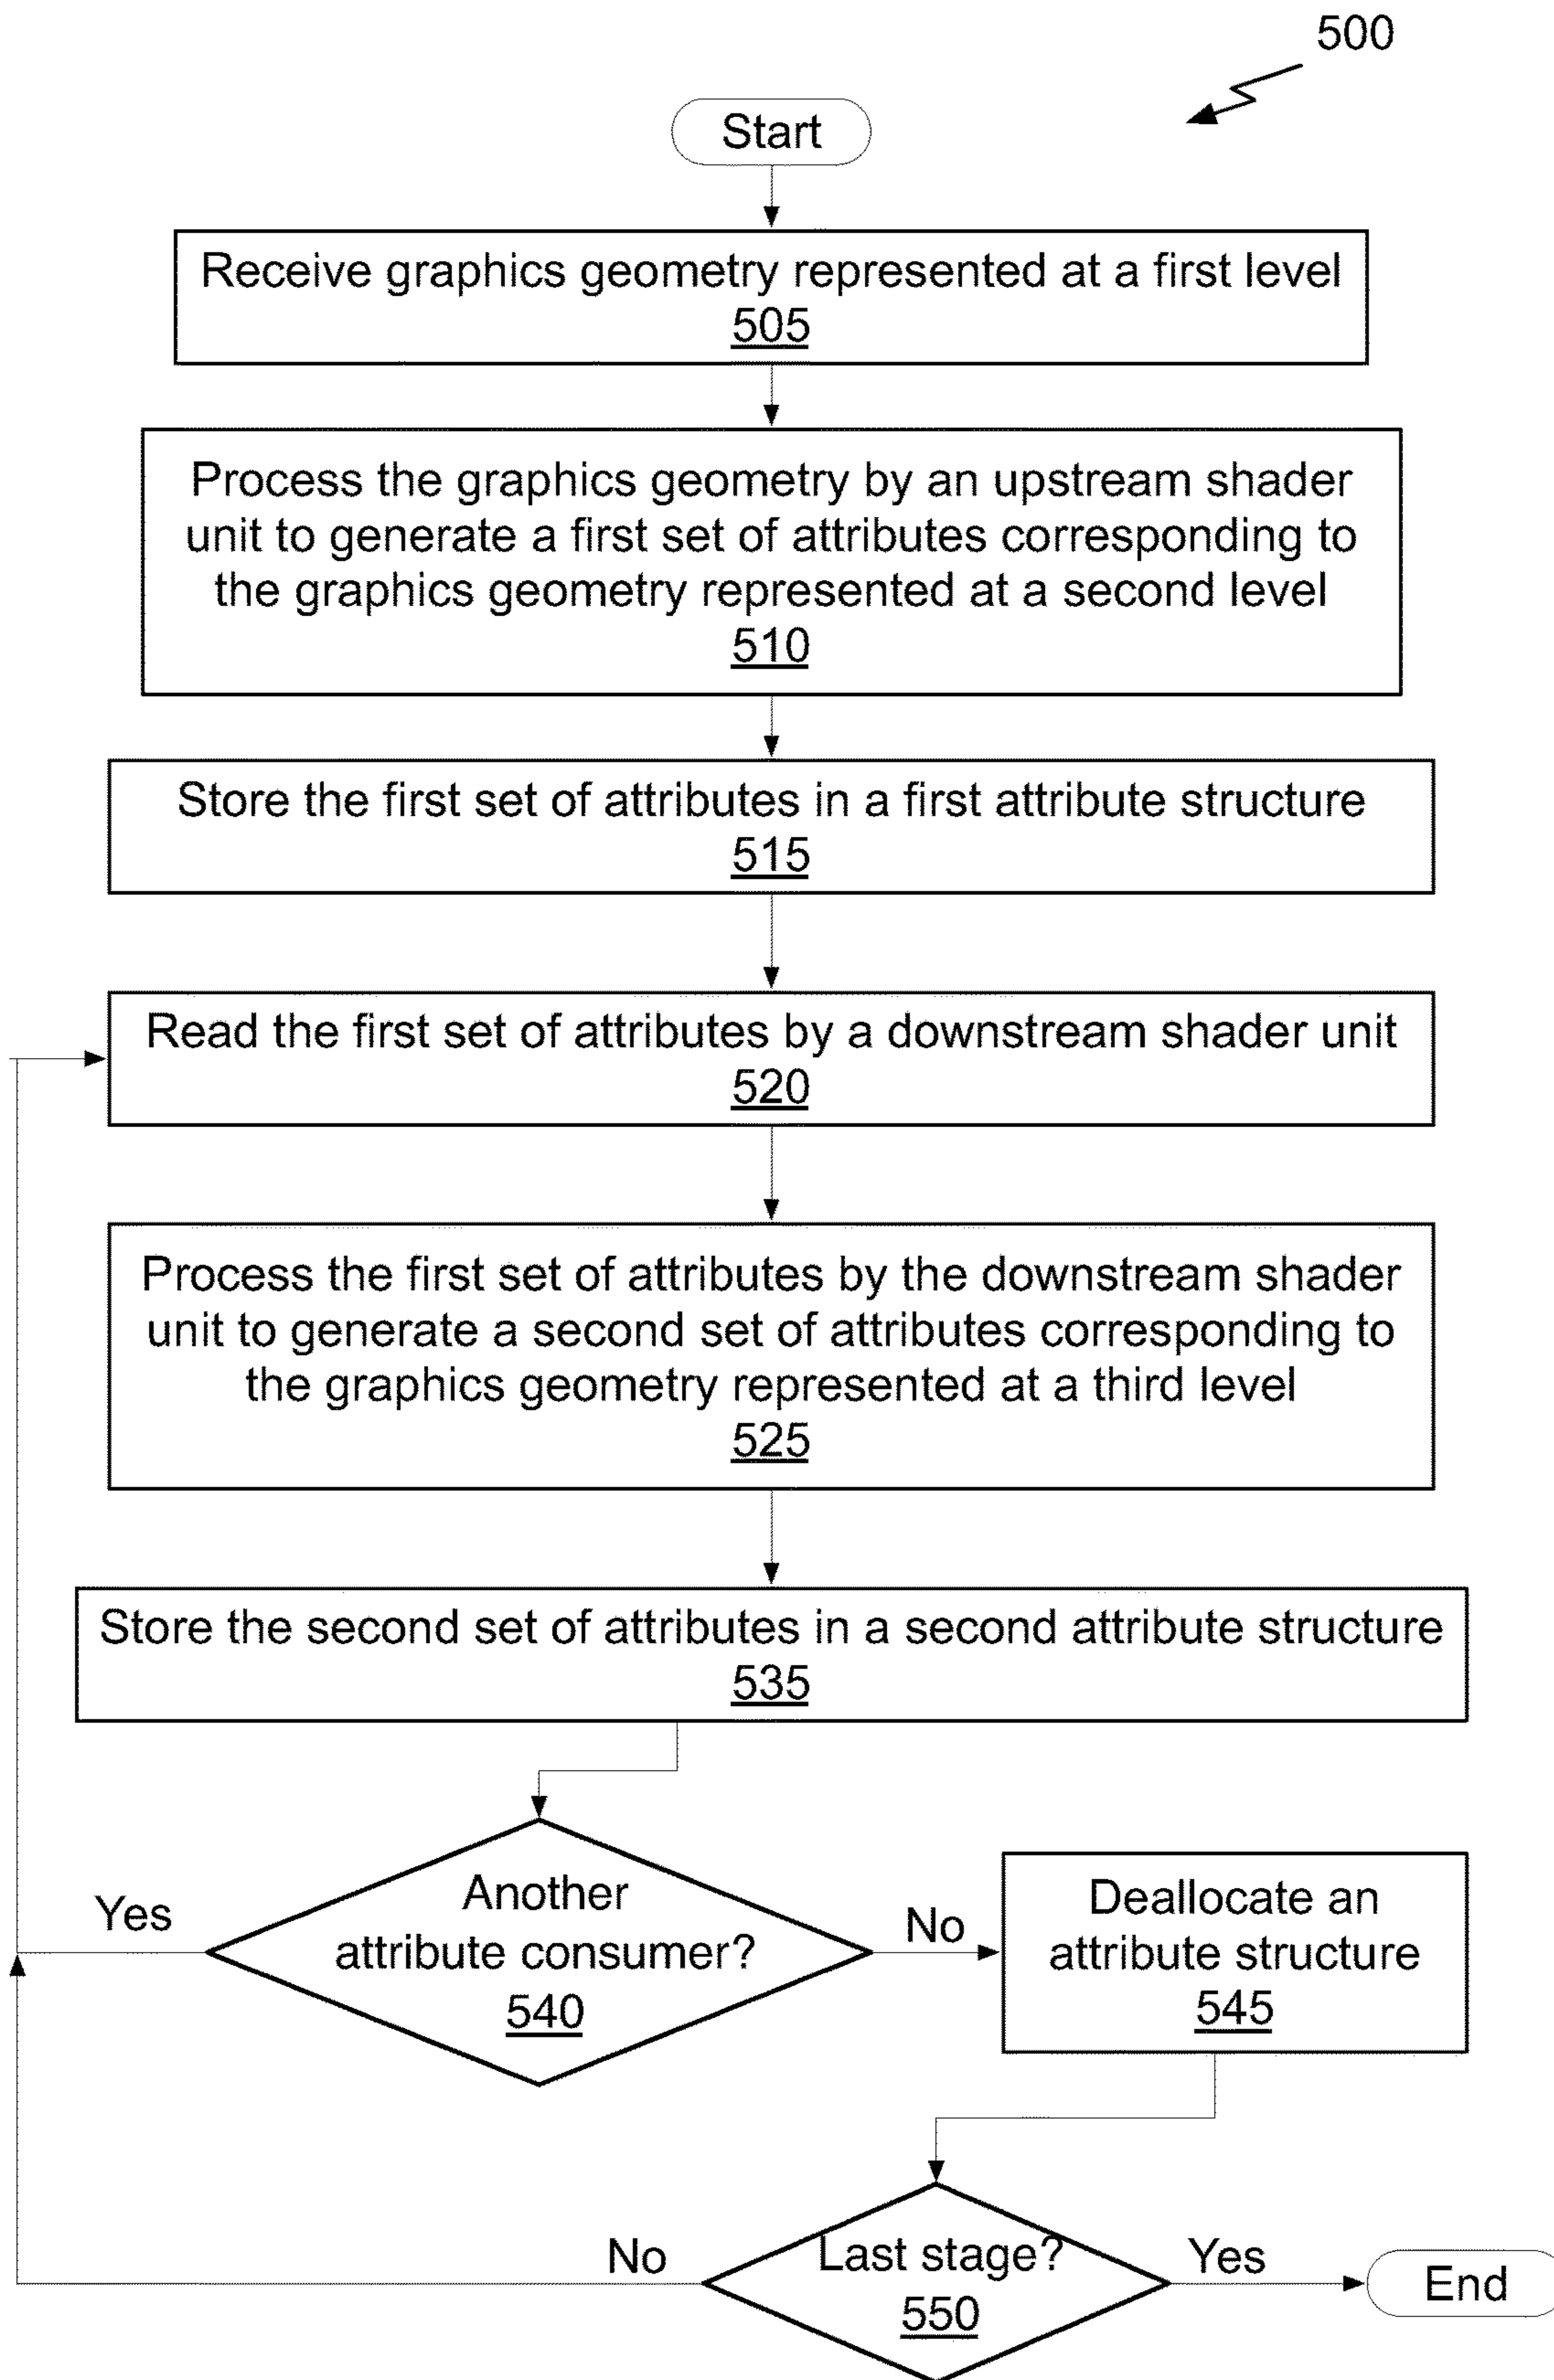 500
Start
Receive graphics geometry represented at a first level
505
Process the graphics geometry by an upstream shader
unit to generate a first set of attributes corresponding to
the graphics geometry represented at a second level
510
Store the first set of attributes in a first attribute structure
515
Read the first set of attributes by a downstream shader unit
520
Process the first set of attributes by the downstream shader
unit to generate a second set of attributes corresponding to
the graphics geometry represented at a third level
525
Store the second set of attributes in a second attribute structure
535
Yes
Another
attribute consumer?
540
No
Deallocate an
attribute structure
545
No
Last stage?
550
Yes
End